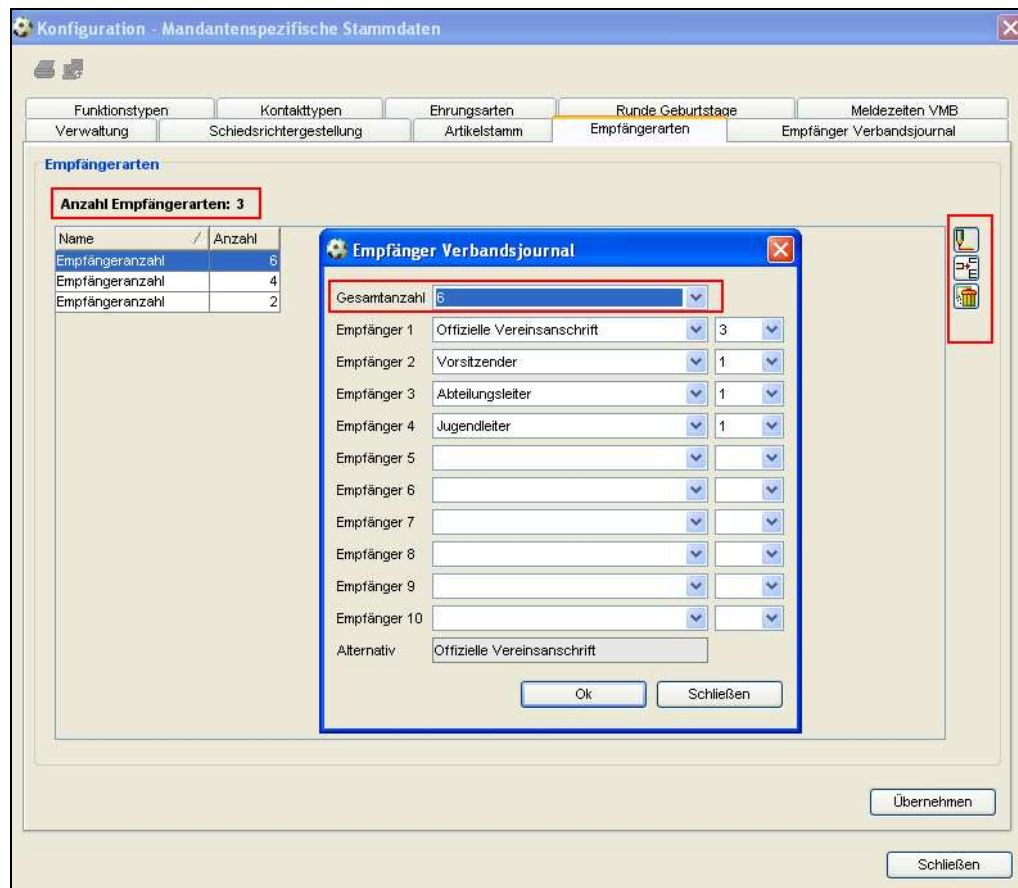 Konfiguration - Mandantenspezifische Stammdaten
Funktionstypen Kontakttypen Ehrungsarten Runde Geburtstage Meldezeiten VMB
Verwaltung Schiedsrichtergestellung Artikelstamm Empfängerarten Empfänger Verbandsjournal
Empfängerarten
Anzahl Empfängerarten: 3
Name Anzahl
Empfängeranzahl 6
Empfängeranzahl 4
Empfängeranzahl 2
Empfänger Verbandsjournal
Gesamtanzahl 6
Empfänger 1 Offizielle Vereinsanschrift 3
Empfänger 2 Vorsitzender 1
Empfänger 3 Abteilungsleiter 1
Empfänger 4 Jugendleiter 1
Empfänger 5
Empfänger 6
Empfänger 7
Empfänger 8
Empfänger 9
Empfänger 10
Alternativ Offizielle Vereinsanschrift
Ok Schließen
Übernehmen
Schließen